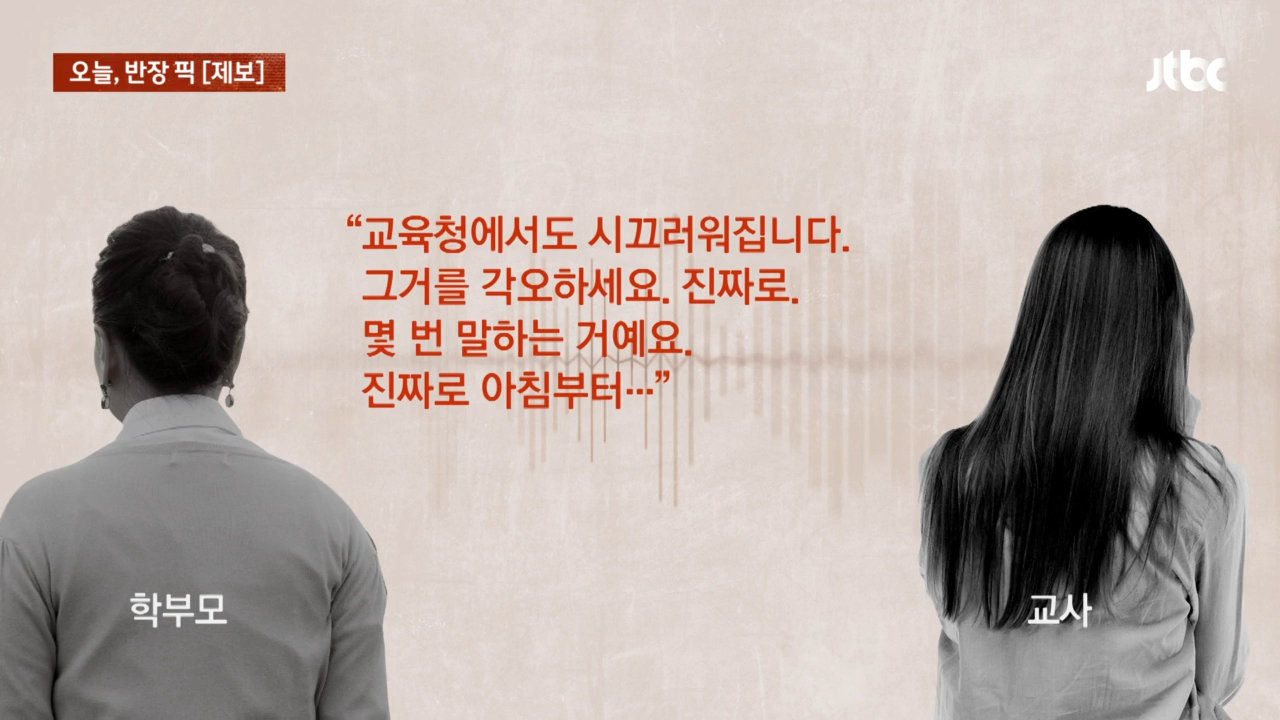 오늘, 반장 픽 [제보]
jtbc
“교육청에서도 시끄러워집니다.
그거를 각오하세요. 진짜로.
몇 번 말하는 거예요.
진짜로 아침부터…”
학부모
교사